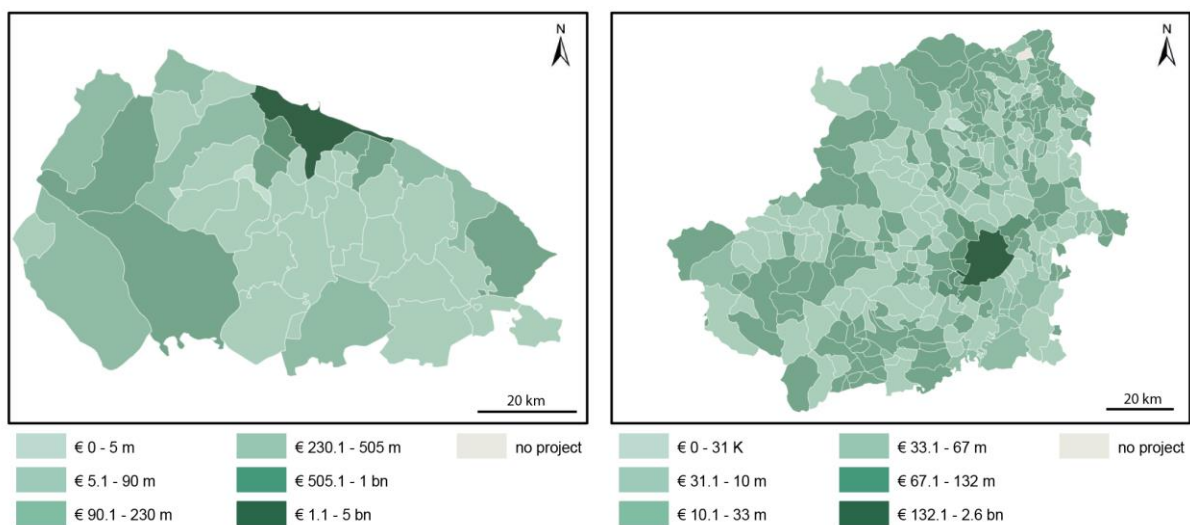 N
20 km
€ 0 - 5 m
€ 5.1 - 90 m
€ 90.1 - 230 m
€ 230.1 - 505 m
€ 505.1 - 1 bn
€ 1.1 - 5 bn
no project
N
20 km
€ 0 - 31 K
€ 31.1 - 10 m
€ 10.1 - 33 m
€ 33.1 - 67 m
€ 67.1 - 132 m
€ 132.1 - 2.6 bn
no project